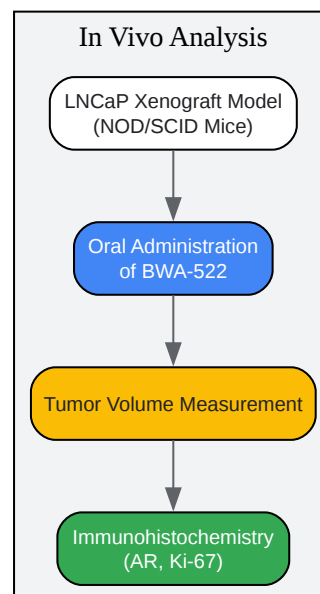 In Vivo Analysis
LNCaP Xenograft Model
(NOD/SCID Mice)
Oral Administration
of BWA-522
Tumor Volume Measurement
Immunohistochemistry
(AR, Ki-67)